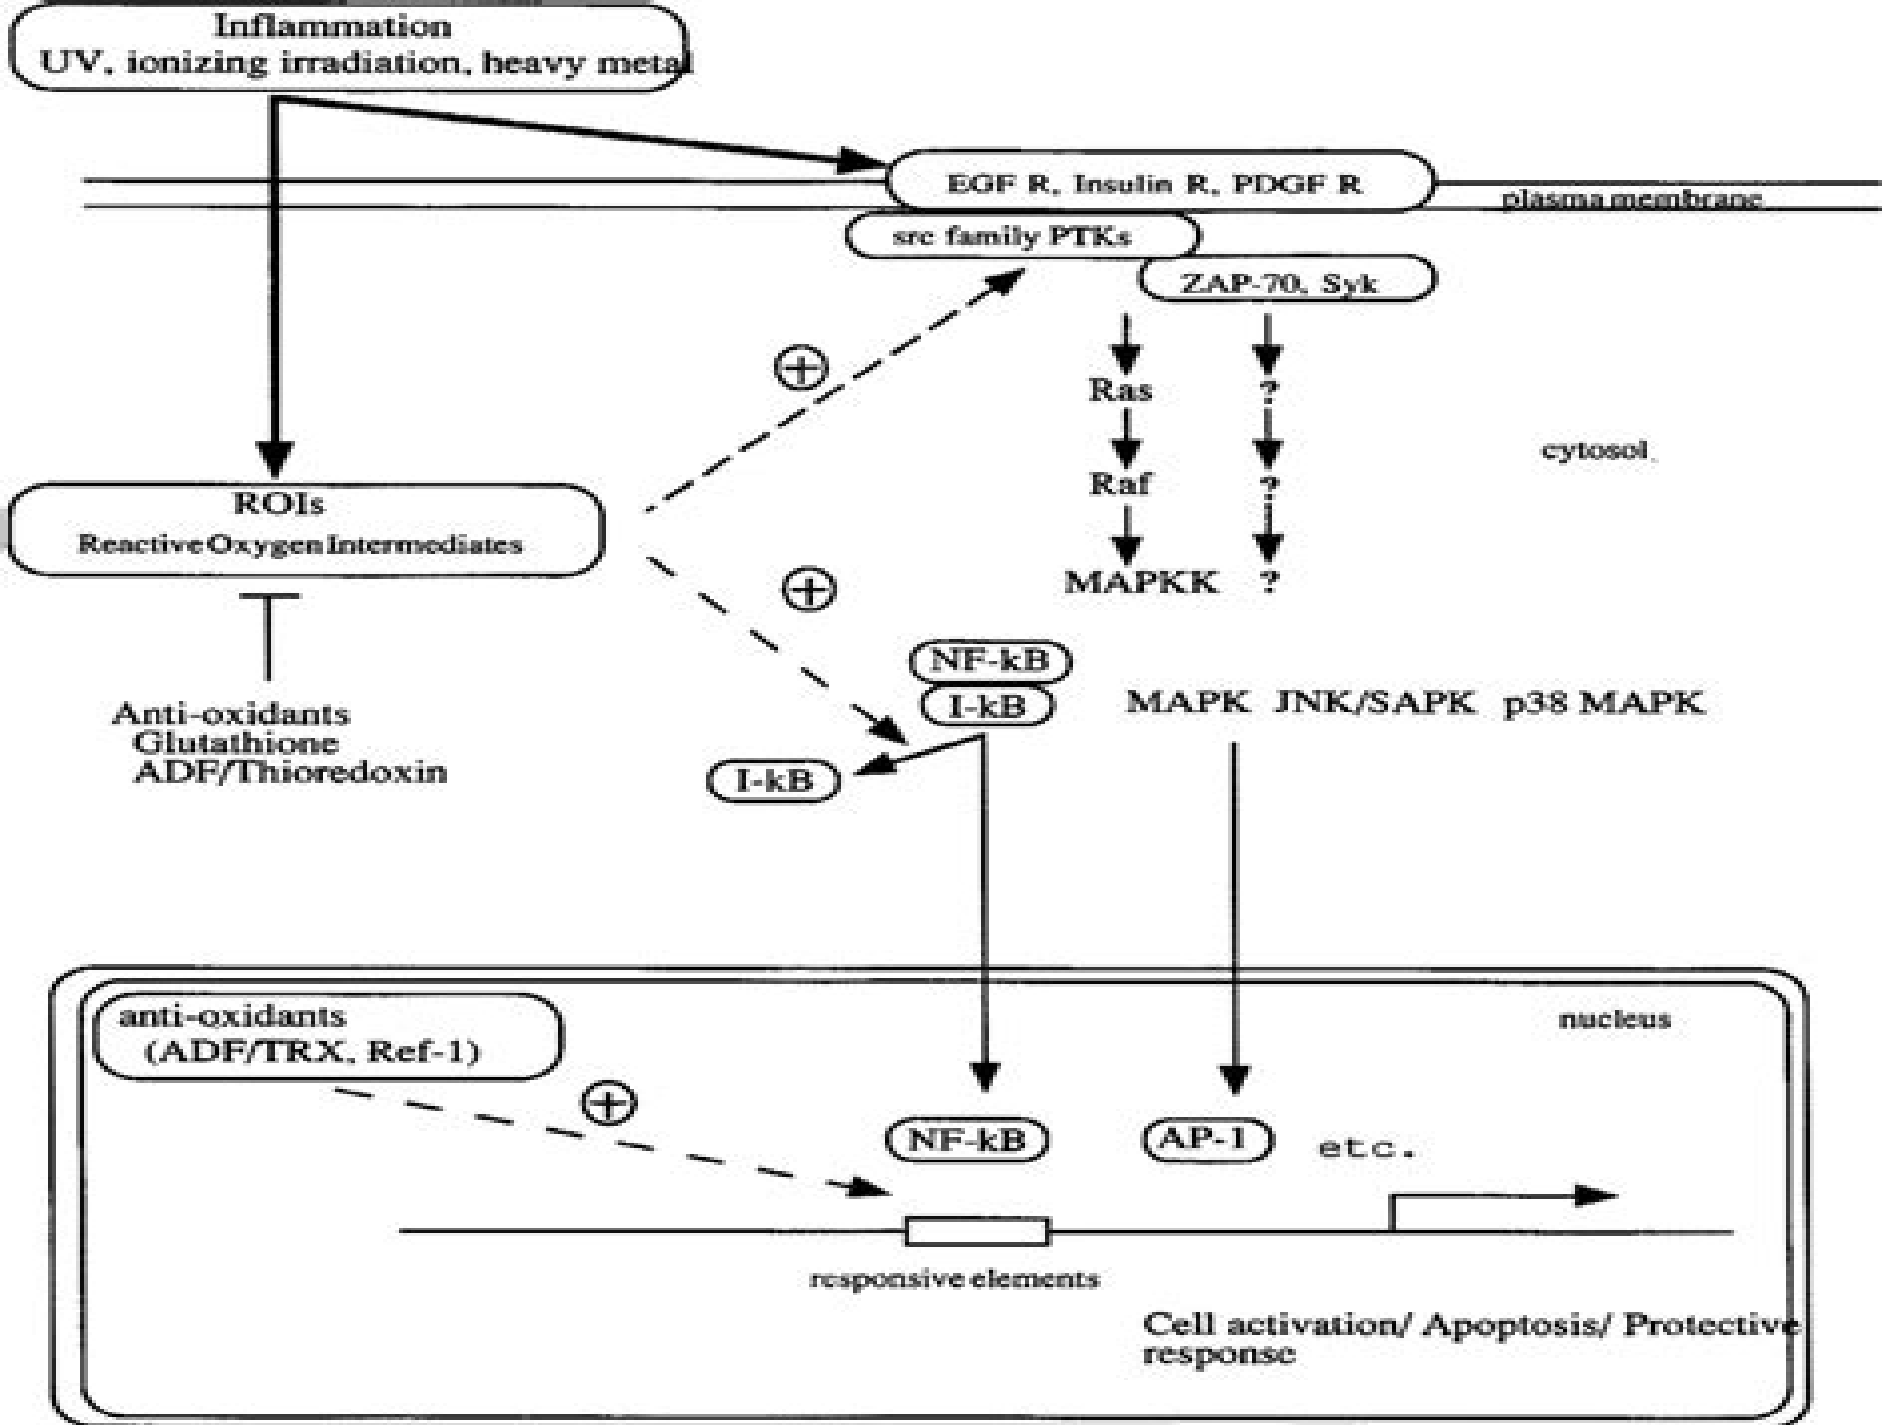 Inflammation
UV, ionizing irradiation, heavy metal
EGF R, Insulin R, PDGF R
plasma membrane
src family PTKs
ZAP-70, Syk
+
Ras ?
cytosol
Raf ?
ROIs
Reactive Oxygen Intermediates
+
MAPKK ?
NF-kB
I-kB
MAPK JNK/SAPK p38 MAPK
Anti-oxidants
Glutathione
ADF/Thioredoxin
I-kB
anti-oxidants
(ADF/TRX, Ref-1)
nucleus
+
NF-kB
AP-1
etc.
responsive elements
Cell activation/ Apoptosis/ Protective
response